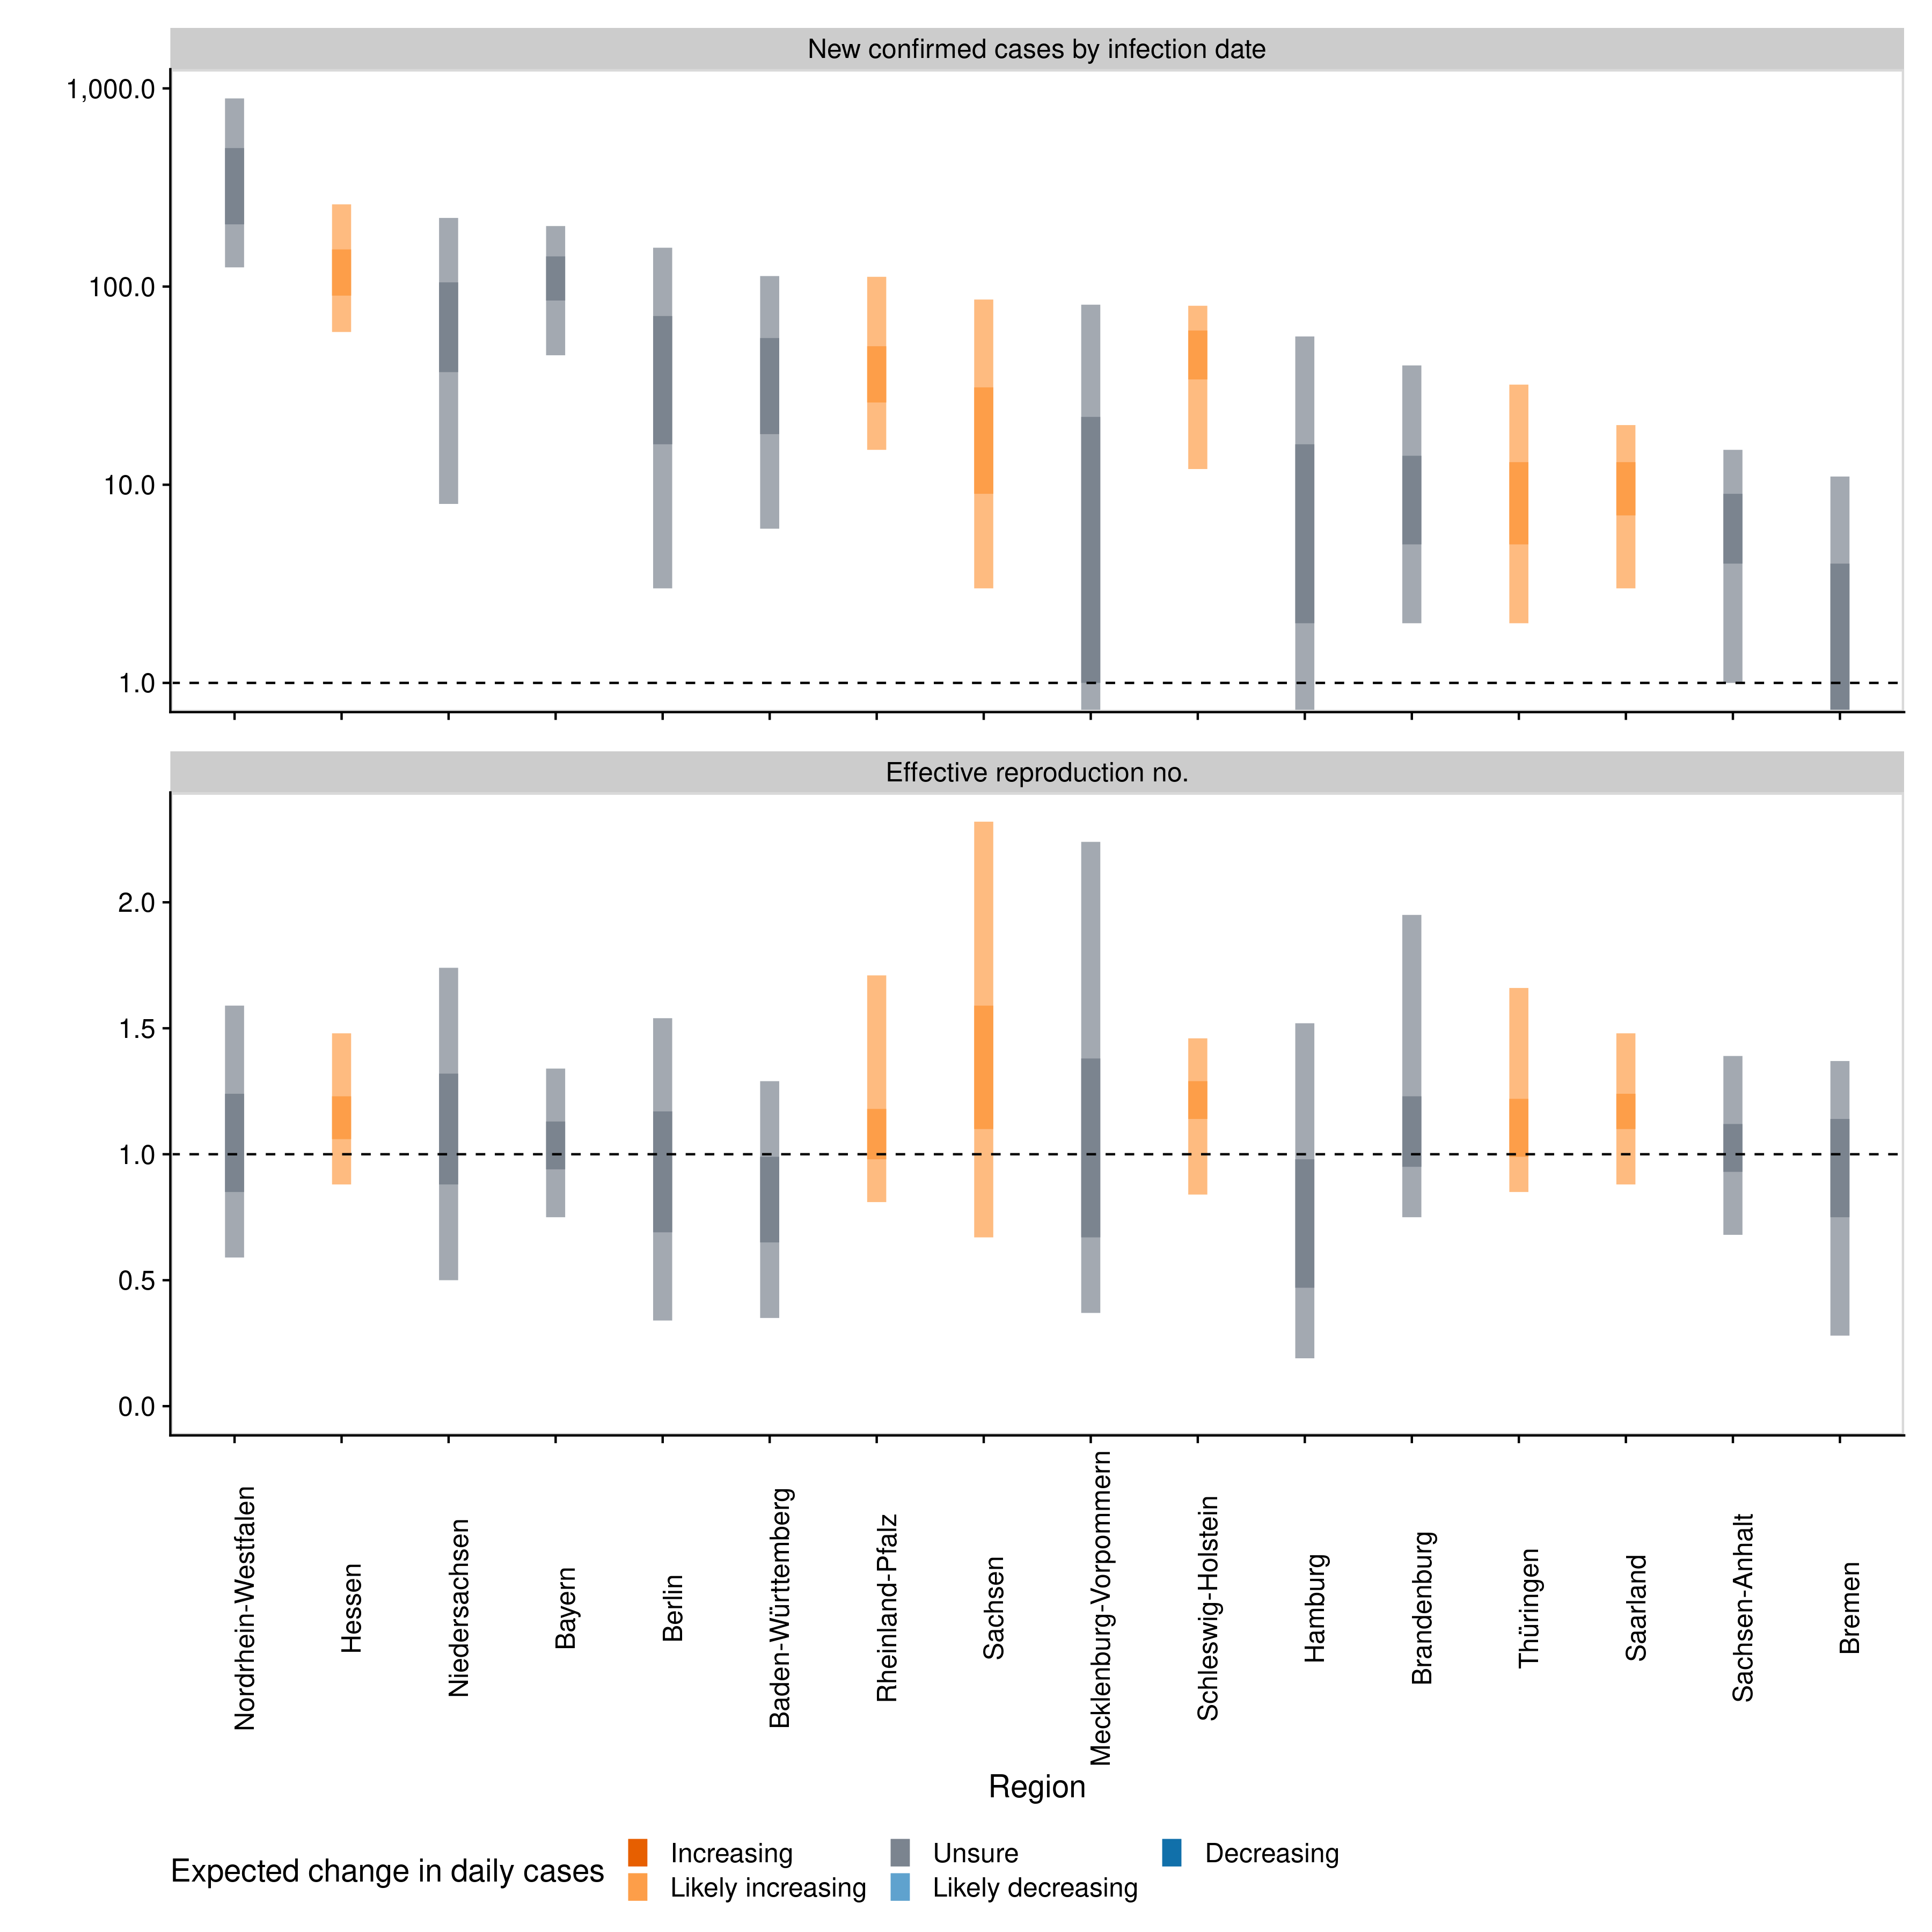 New confirmed cases by infection date
1,000.0
100.0
10.0
1.0
Effective reproduction no.
2.0
1.5
1.0
0.5
0.0
Nordrhein-Westfalen
Hessen
Niedersachsen
Bayern
Berlin
Baden-Württemberg
Rheinland-Pfalz
Sachsen
Mecklenburg-Vorpommern
Schleswig-Holstein
Hamburg
Brandenburg
Thüringen
Saarland
Sachsen-Anhalt
Bremen
Region
Expected change in daily cases
Increasing
Likely increasing
Unsure
Likely decreasing
Decreasing